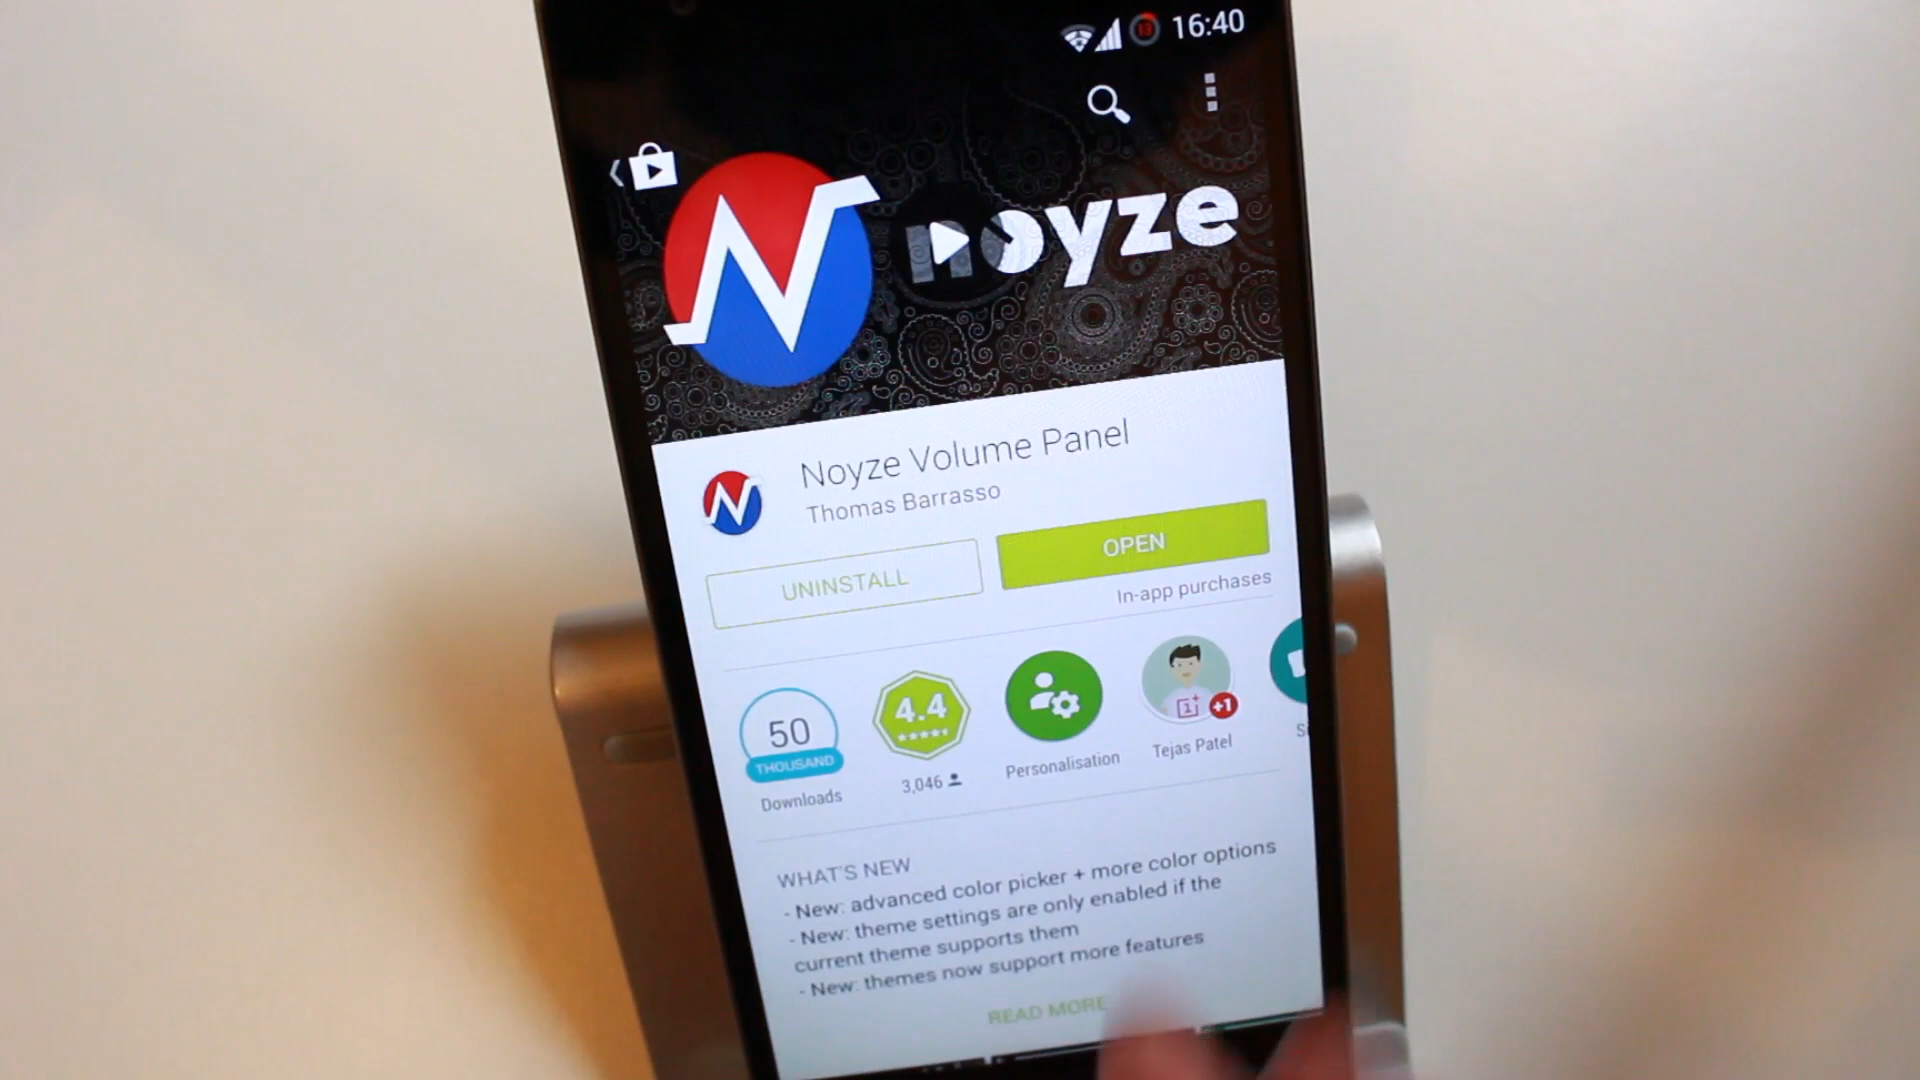 16:40
noyze
Noyze Volume Panel
Thomas Barrasso
UNINSTALL
OPEN
In-app purchases
50
THOUSAND
Downloads
4.4
3,046
Personalisation
+1
Tejas Patel
WHAT'S NEW
- New: advanced color picker + more color options
- New: theme settings are only enabled if the
current theme supports them
- New: themes now support more features
READ MORE